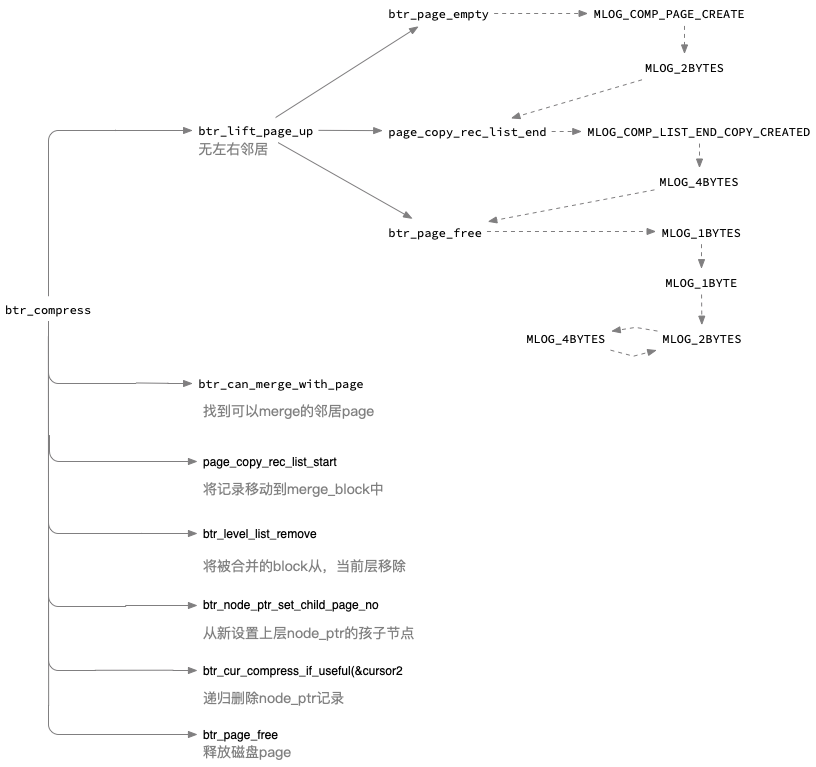 btr_page_empty
MLOG_COMP_PAGE_CREATE
MLOG_2BYTES
btr_lift_page_up
无左右邻居
page_copy_rec_list_end
MLOG_COMP_LIST_END_COPY_CREATED
MLOG_4BYTES
btr_page_free
MLOG_1BYTES
MLOG_1BYTE
MLOG_4BYTES
MLOG_2BYTES
btr_compress
btr_can_merge_with_page
找到可以merge的邻居page
page_copy_rec_list_start
将记录移动到merge_block中
btr_level_list_remove
将被合并的block从，当前层移除
btr_node_ptr_set_child_page_no
从新设置上层node_ptr的孩子节点
btr_cur_compress_if_useful(&cursor2
递归删除node_ptr记录
btr_page_free
释放磁盘page